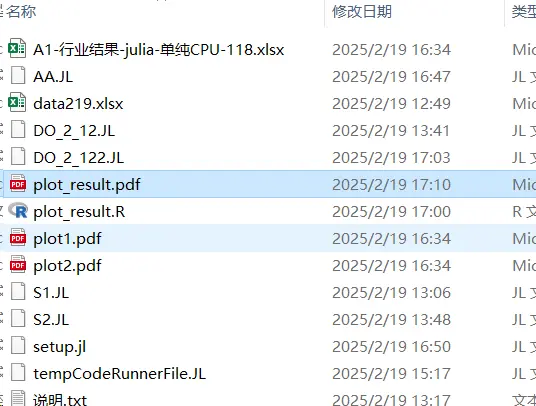 名称 修改日期 类型
A1-行业结果-julia-单纯CPU-118.xlsx 2025/2/19 16:34 Mic
AA.JL 2025/2/19 16:47 JL 文
data219.xlsx 2025/2/19 12:49 Mic
DO_2_12.JL 2025/2/19 13:41 JL 文
DO_2_122.JL 2025/2/19 17:03 JL 文
plot_result.pdf 2025/2/19 17:10 Mic
plot_result.R 2025/2/19 17:00 R 文
plot1.pdf 2025/2/19 16:34 Mic
plot2.pdf 2025/2/19 16:34 Mic
S1.JL 2025/2/19 13:06 JL 文
S2.JL 2025/2/19 13:48 JL 文
setup.jl 2025/2/19 16:50 JL 文
tempCodeRunnerFile.JL 2025/2/19 15:17 JL 文
说明.txt 2025/2/19 13:17 文本